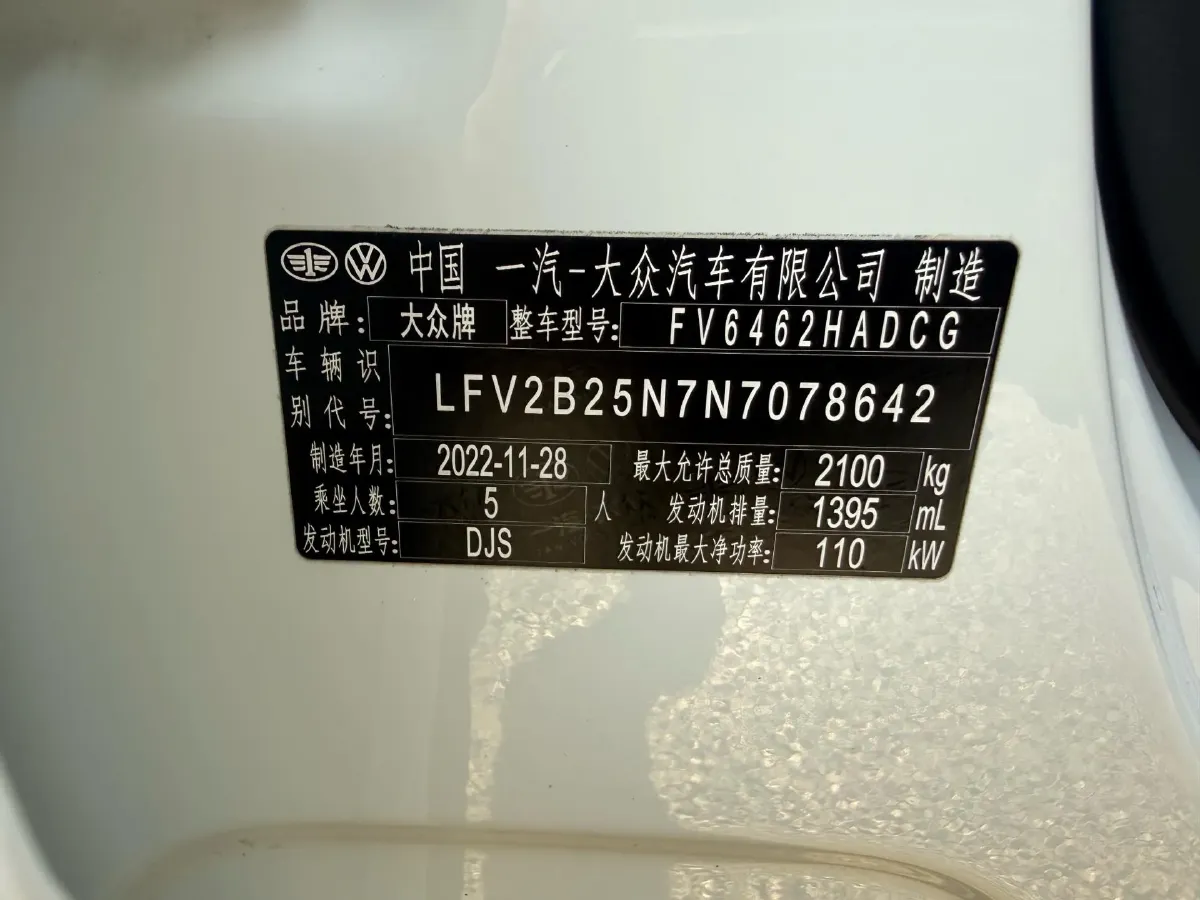 中国 一汽-大众汽车有限公司 制造
品牌: 大众牌 整车型号: FV6462HADCG
车辆识别代号: LFV2B25N7N7078642
制造年月: 2022-11-28 最大允许总质量: 2100 kg
乘坐人数: 5 人 发动机排量: 1395 mL
发动机型号: DJS 发动机最大净功率: 110 kW